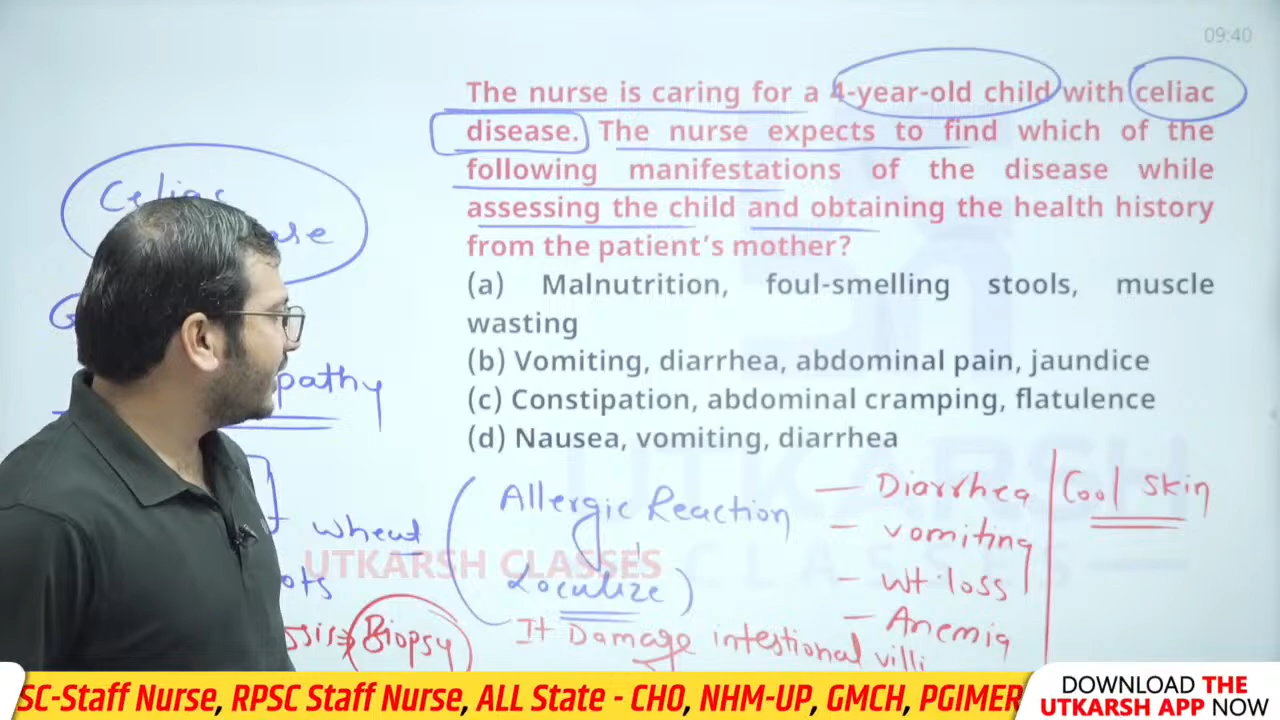 09:40
The nurse is caring for a 4-year-old child with celiac
disease. The nurse expects to find which of the
following manifestations of the disease while
assessing the child and obtaining the health history
from the patient's mother?
(a) Malnutrition, foul-smelling stools, muscle
wasting
(b) Vomiting, diarrhea, abdominal pain, jaundice
(c) Constipation, abdominal cramping, flatulence
(d) Nausea, vomiting, diarrhea
Celiac
pathy
wheat
Allergic Reaction
Loculize)
It Damage intestional villi
Biopsy
— Diarrhea
- vomiting
- wt loss
- Anemia
Cool skin
UTKARSH
CLASSES
UTKARSH CLASSES
SC-Staff Nurse, RPSC Staff Nurse, ALL State - CHO, NHM-UP, GMCH, PGIMER
DOWNLOAD THE
UTKARSH APP NOW